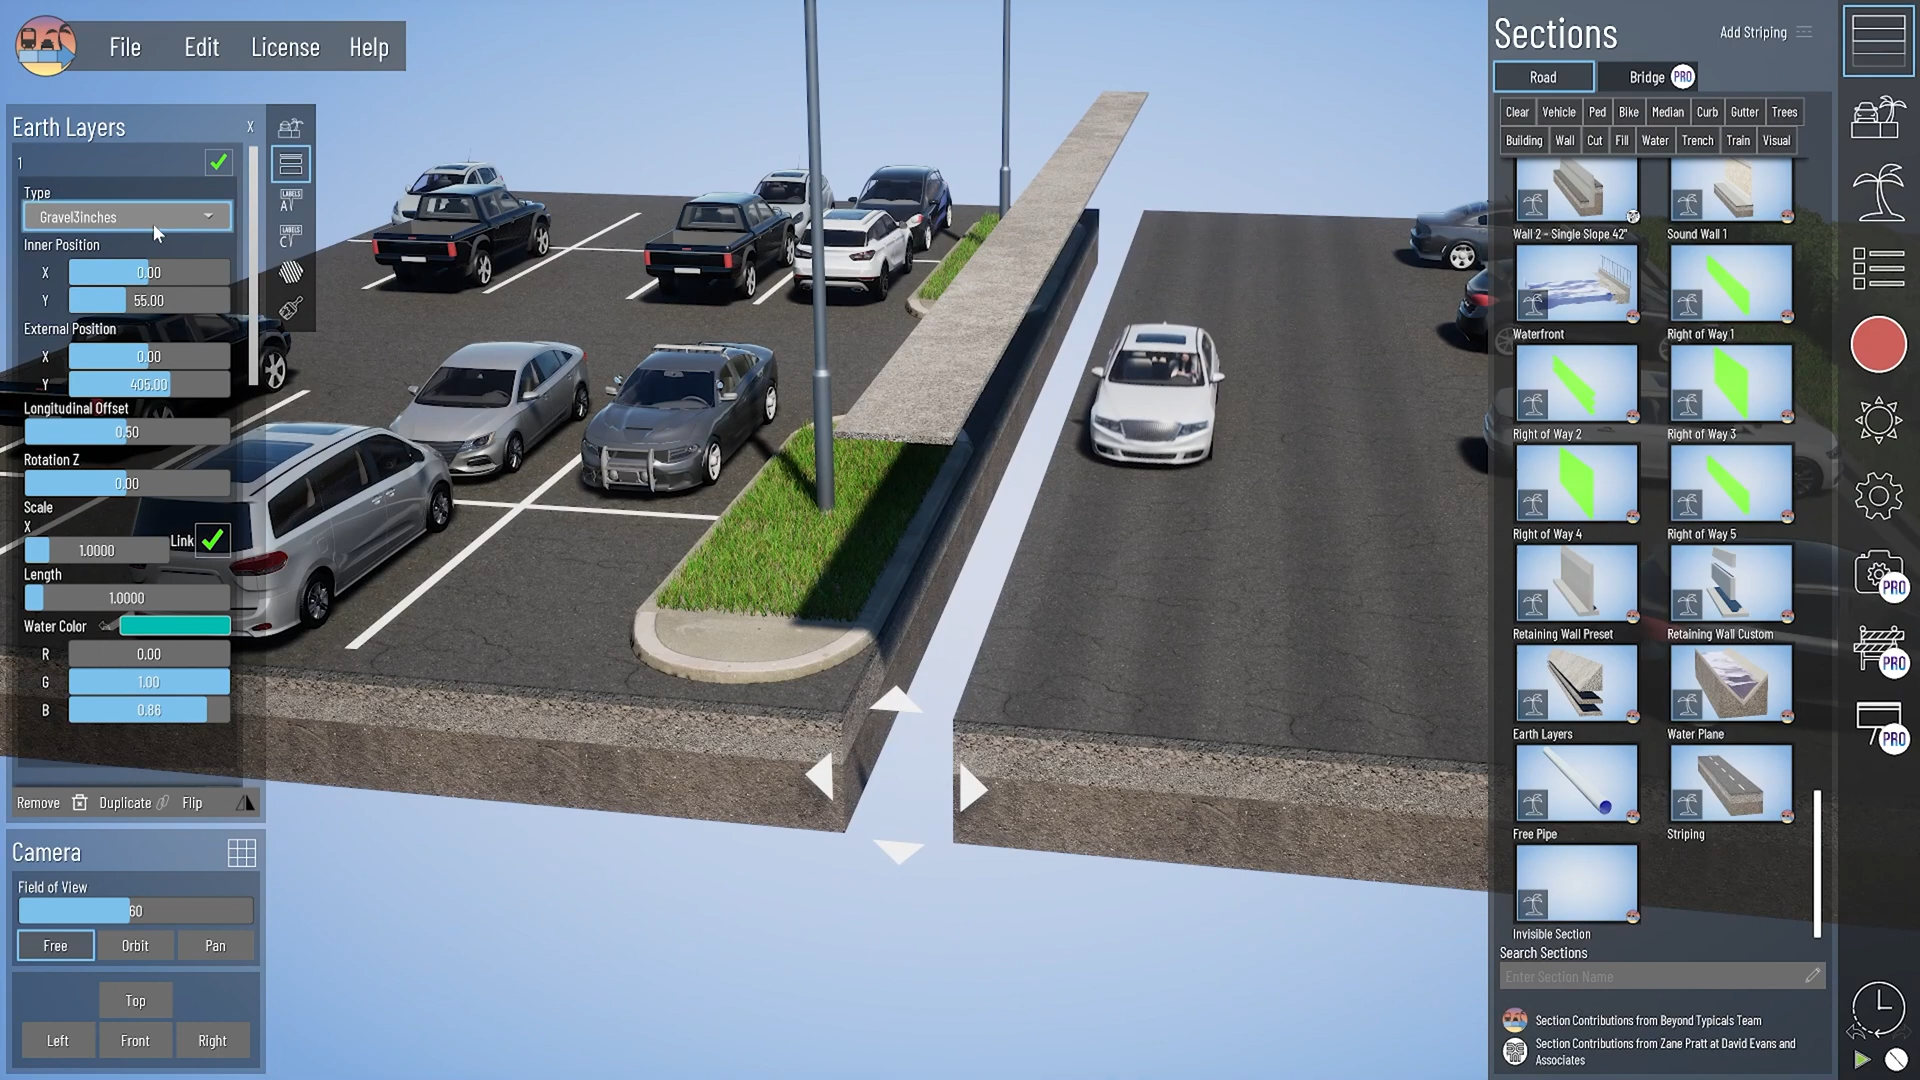 File Edit License Help
Earth Layers X
1
Type
Gravel3inches
Inner Position
X 0.00
Y 55.00
External Position
X 0.00
Y 405.00
Longitudinal Offset
0.50
Rotation Z
0.00
Scale
X
1.0000 Link
Length
1.0000
Water Color
R 0.00
G 1.00
B 0.86
Remove Duplicate Flip
LABELS
A
LABELS
C
Camera
Field of View
60
Free Orbit Pan
Top
Left Front Right
Sections Add Striping
Road Bridge PRO
Clear Vehicle Ped Bike Median Curb Gutter Trees
Building Wall Cut Fill Water Trench Train Visual
Wall 2 - Single Slope 42" Sound Wall 1
Waterfront Right of Way 1
Right of Way 2 Right of Way 3
Right of Way 4 Right of Way 5
Retaining Wall Preset Retaining Wall Custom
Earth Layers Water Plane
Free Pipe Striping
Invisible Section
Search Sections
Enter Section Name
Section Contributions from Beyond Typicals Team
Section Contributions from Zane Pratt at David Evans and
Associates
PRO
PRO
PRO